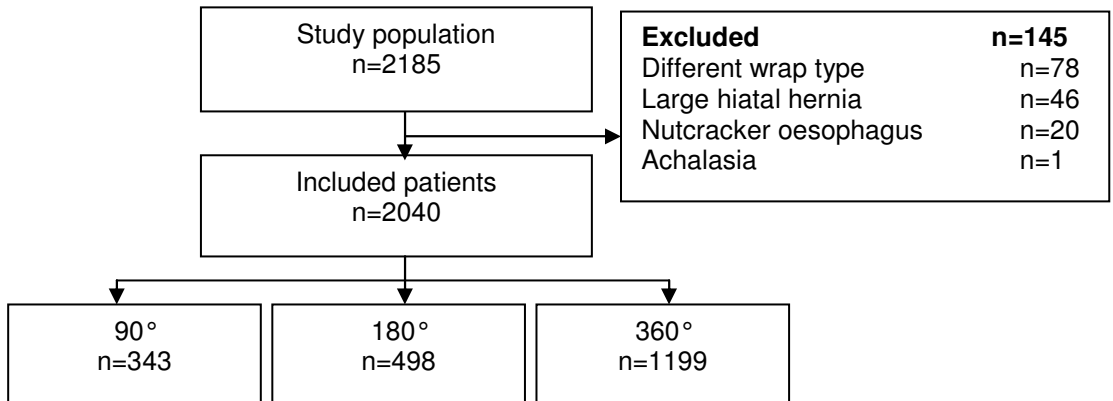 Study population
n=2185
Excluded n=145
Different wrap type n=78
Large hiatal hernia n=46
Nutcracker oesophagus n=20
Achalasia n=1
Included patients
n=2040
90°
n=343
180°
n=498
360°
n=1199